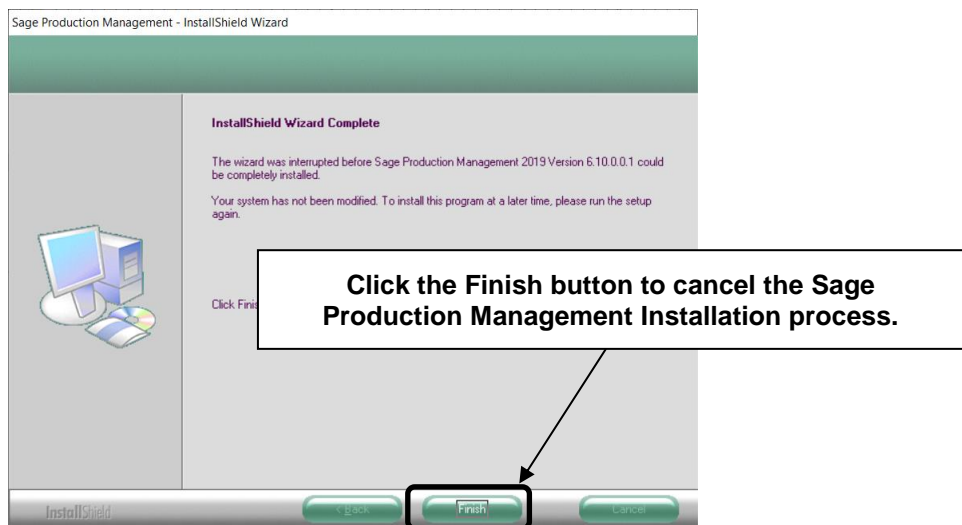 Sage Production Management - InstallShield Wizard
InstallShield Wizard Complete
The wizard was interrupted before Sage Production Management 2019 Version 6.10.0.0.1 could
be completely installed.
Your system has not been modified. To install this program at a later time, please run the setup
again.
Click Finis
Click the Finish button to cancel the Sage
Production Management Installation process.
InstallShield
< Back
Finish
Cancel